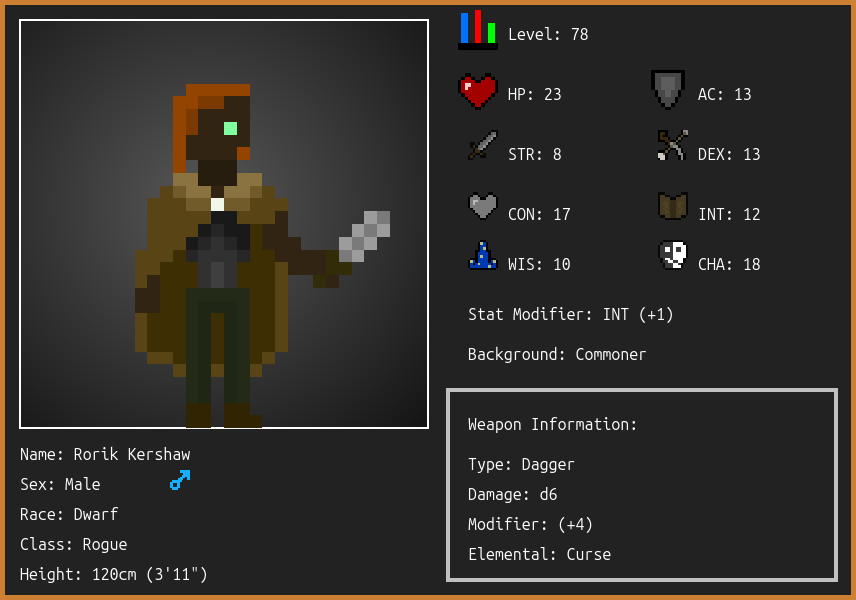 Level: 78
HP: 23
AC: 13
STR: 8
DEX: 13
CON: 17
INT: 12
WIS: 10
CHA: 18
Stat Modifier: INT (+1)
Background: Commoner
Weapon Information:
Type: Dagger
Damage: d6
Modifier: (+4)
Elemental: Curse
Name: Rorik Kershaw
Sex: Male
Race: Dwarf
Class: Rogue
Height: 120cm (3'11")